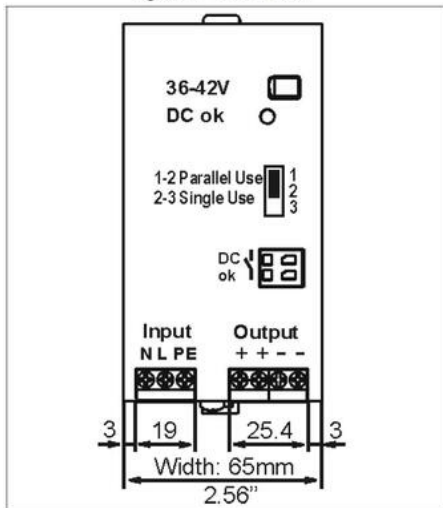 36-42V
DC ok
1-2 Parallel Use 1
2-3 Single Use 2
3
DC
ok
Input Output
N L PE + + - -
3 19 25.4 3
Width: 65mm
2.56"